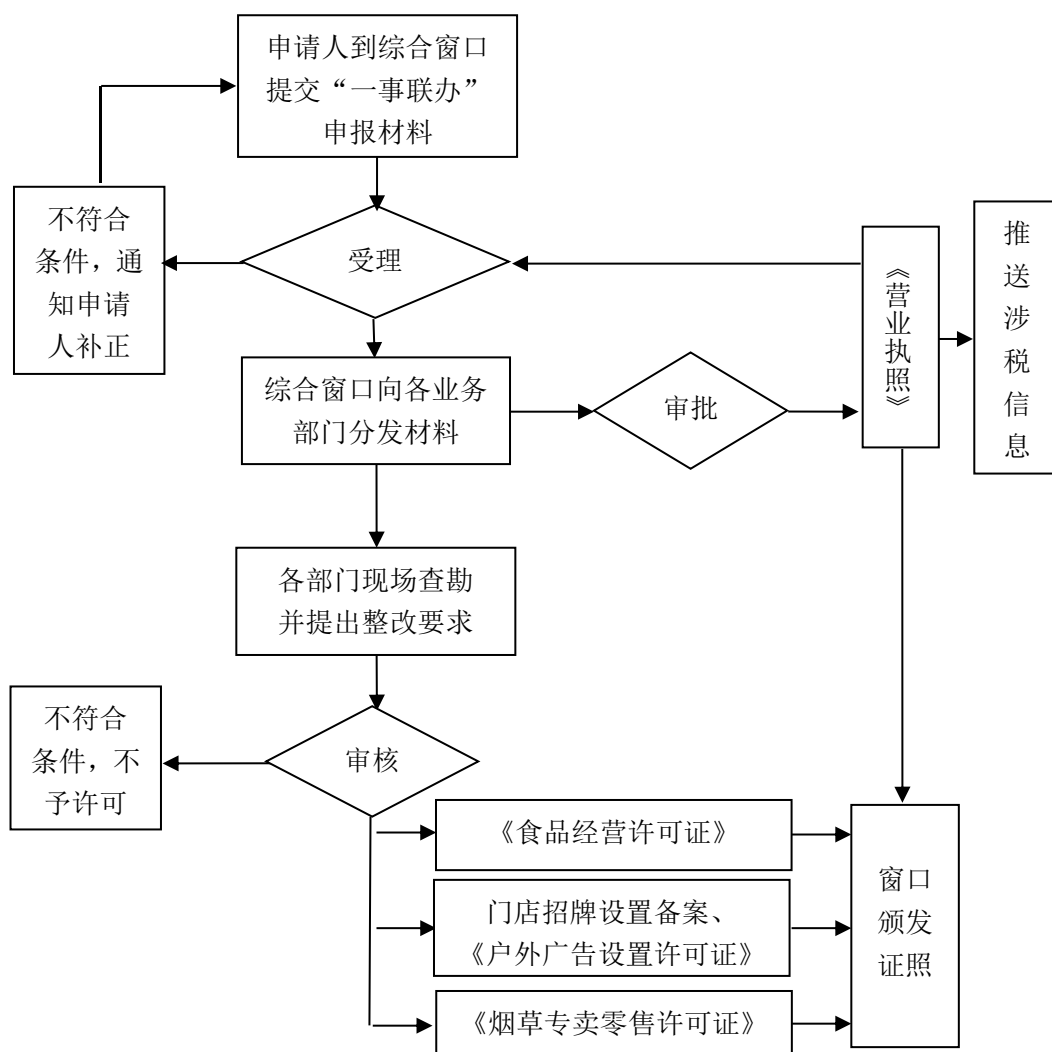 申请人到综合窗口
提交“一事联办”
申报材料
不符合
条件，通
知申请
人补正
受理
《营业执照》
推送涉税信息
综合窗口向各业务
部门分发材料
审批
各部门现场查勘
并提出整改要求
不符合
条件，不
予许可
审核
《食品经营许可证》
门店招牌设置备案、
《户外广告设置许可证》
《烟草专卖零售许可证》
窗口
颁发
证照